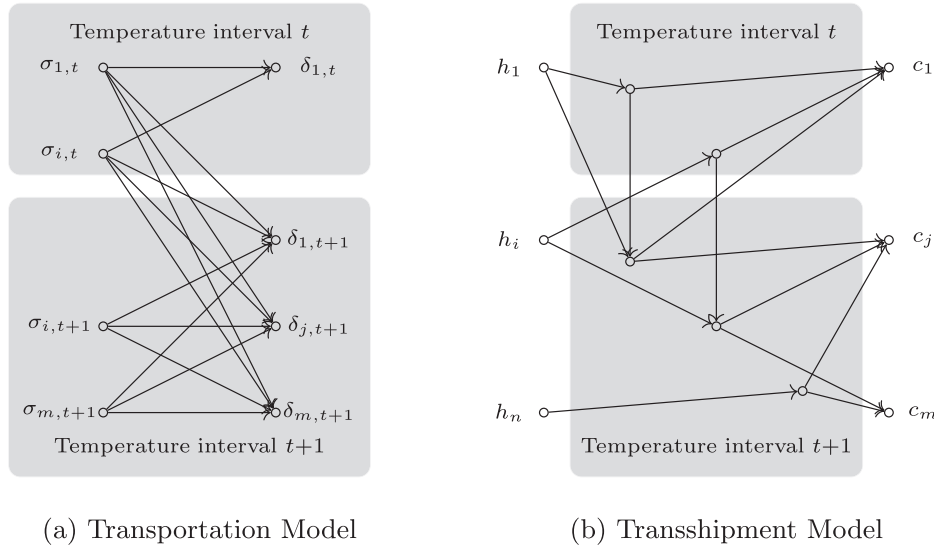 Temperature interval t
σ1,t
δ1,t
σi,t
δ1,t+1
σi,t+1
δj,t+1
σm,t+1
δm,t+1
Temperature interval t+1
(a) Transportation Model
Temperature interval t
h1
c1
hi
cj
hn
cm
Temperature interval t+1
(b) Transshipment Model